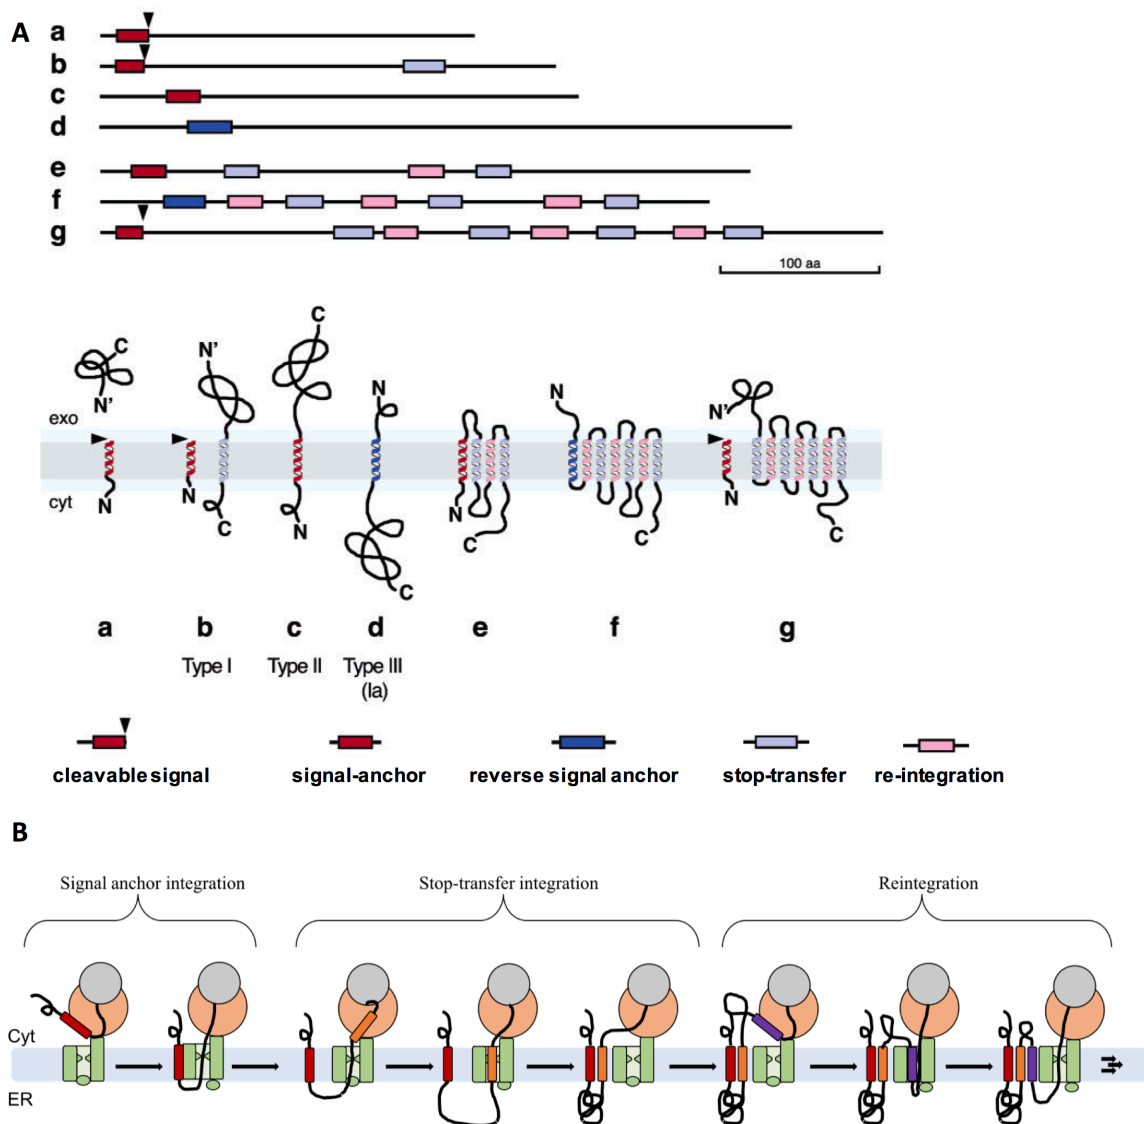 A
a
b
c
d
e
f
g
100 aa
C
N'
N
N'
N
C
C
N
N
C
N
C
N
C
N'
N
C
exo
cyt
a b c d e f g
Type I Type II Type III
(Ia)
cleavable signal signal-anchor reverse signal anchor stop-transfer re-integration
B
Signal anchor integration Stop-transfer integration Reintegration
Cyt
ER